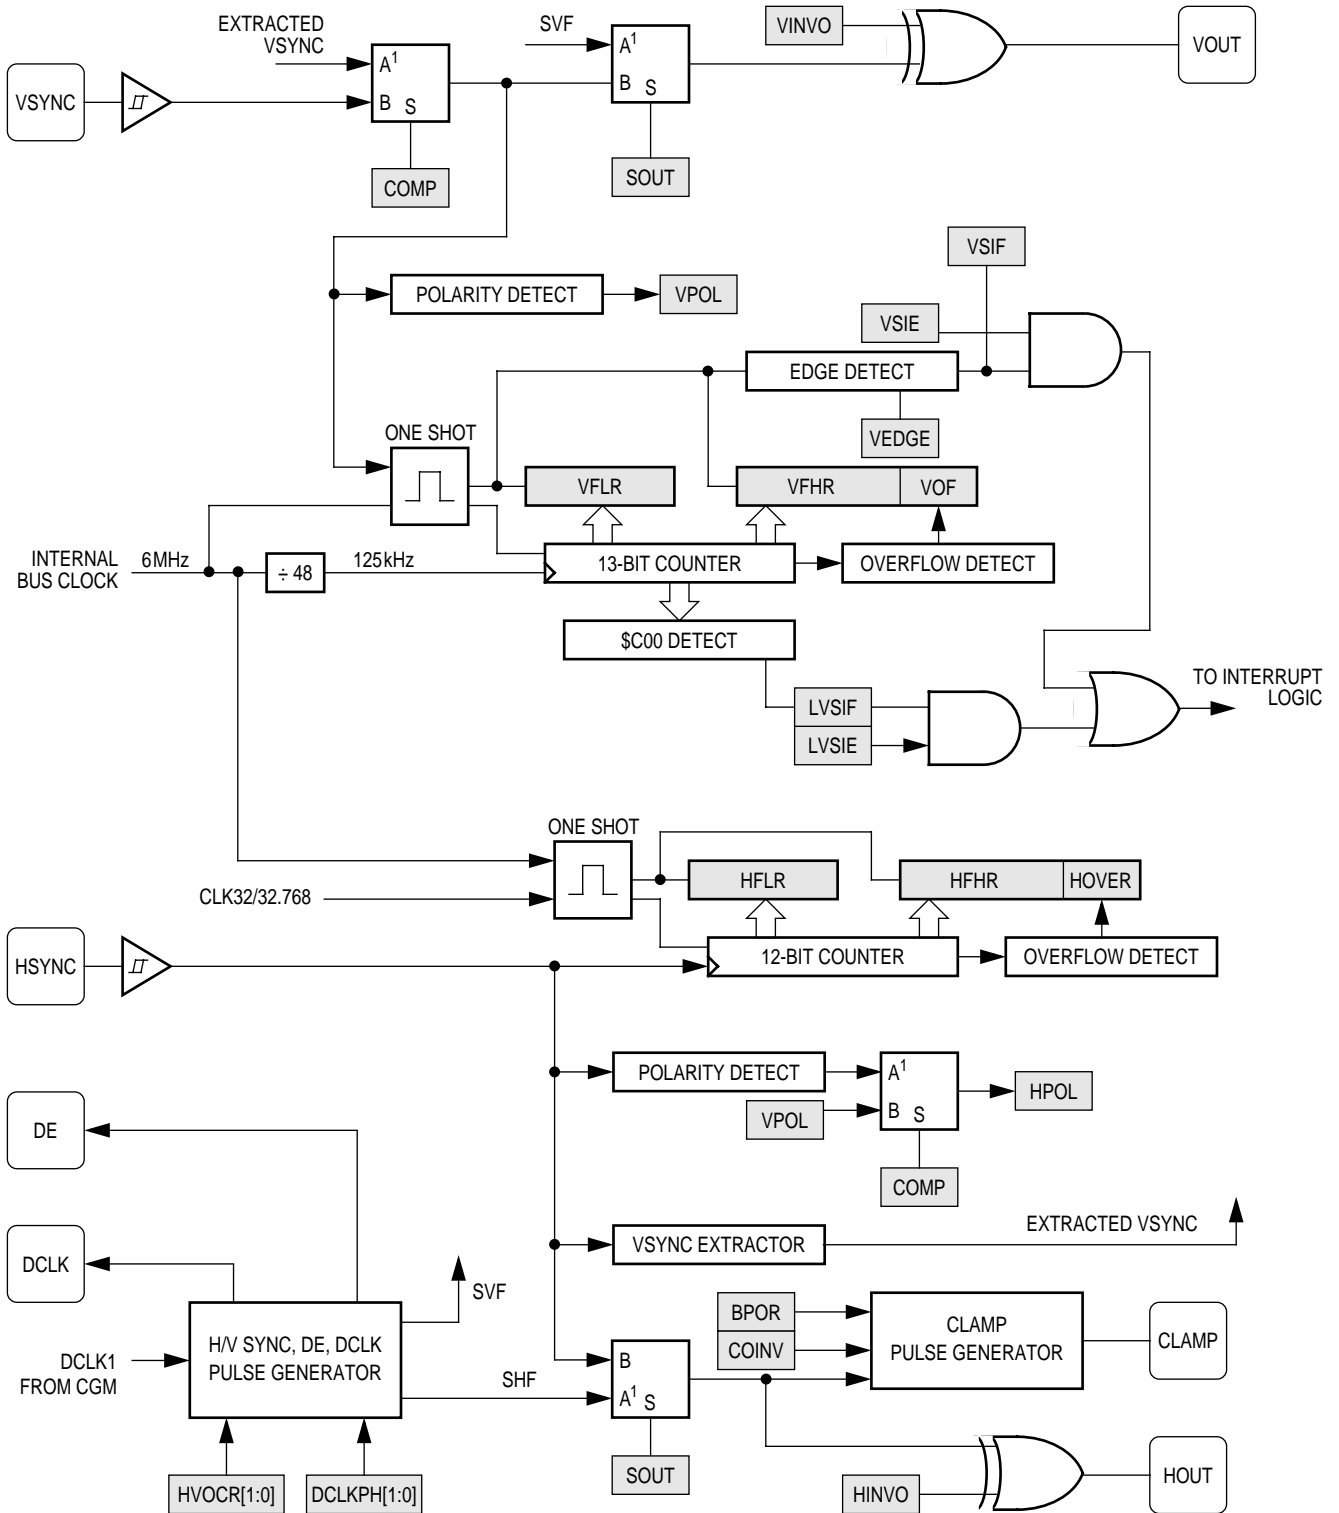 EXTRACTED
VSYNC
SVF
VINVO
VOUT
VSYNC
A1
B S
A1
B S
COMP
SOUT
VSIF
POLARITY DETECT
VPOL
VSIE
EDGE DETECT
VEDGE
ONE SHOT
VFLR
VFHR
VOF
INTERNAL
BUS CLOCK
6MHz
÷ 48
125kHz
13-BIT COUNTER
OVERFLOW DETECT
$C00 DETECT
TO INTERRUPT
LOGIC
LVSIF
LVSIE
ONE SHOT
HFLR
HFHR
HOVER
CLK32/32.768
HSYNC
12-BIT COUNTER
OVERFLOW DETECT
POLARITY DETECT
A1
B S
HPOL
VPOL
COMP
DE
EXTRACTED VSYNC
VSYNC EXTRACTOR
DCLK
SVF
BPOR
COINV
CLAMP
PULSE GENERATOR
CLAMP
H/V SYNC, DE, DCLK
PULSE GENERATOR
DCLK1
FROM CGM
SHF
B
A1 S
SOUT
HINVO
HOUT
HVOCR[1:0]
DCLKPH[1:0]